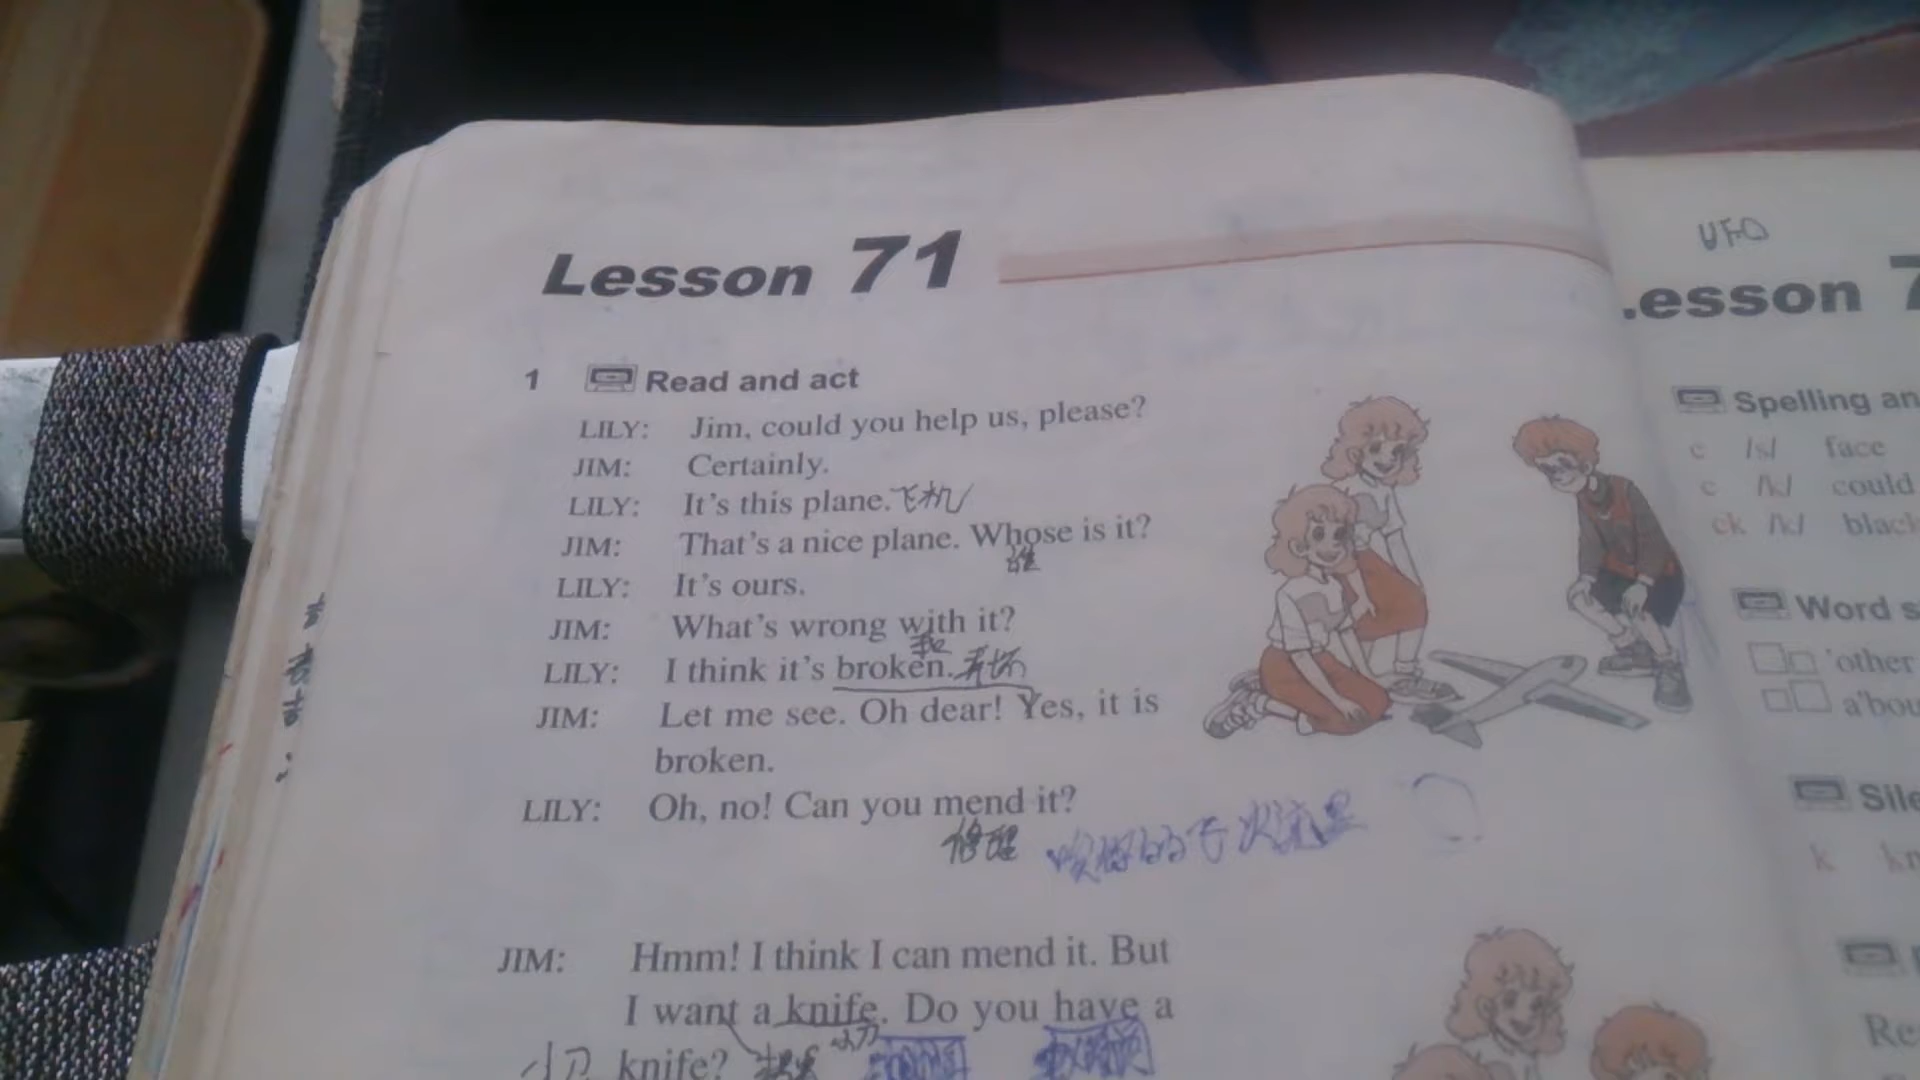 UFO
Lesson 71
1 Read and act
LILY: Jim, could you help us, please?
JIM: Certainly.
LILY: It's this plane. 飞机
JIM: That's a nice plane. Whose is it?
谁
LILY: It's ours.
JIM: What's wrong with it?
LILY: I think it's broken.
JIM: Let me see. Oh dear! Yes, it is
broken.
LILY: Oh, no! Can you mend it?
JIM: Hmm! I think I can mend it. But
I want a knife. Do you have a
小刀
小刀 knife?
esson 7
Spelling an
c /s/ face
c /k/ could
ck /k/ black
Word s
'other
a'bou
Sile
k kn
Re